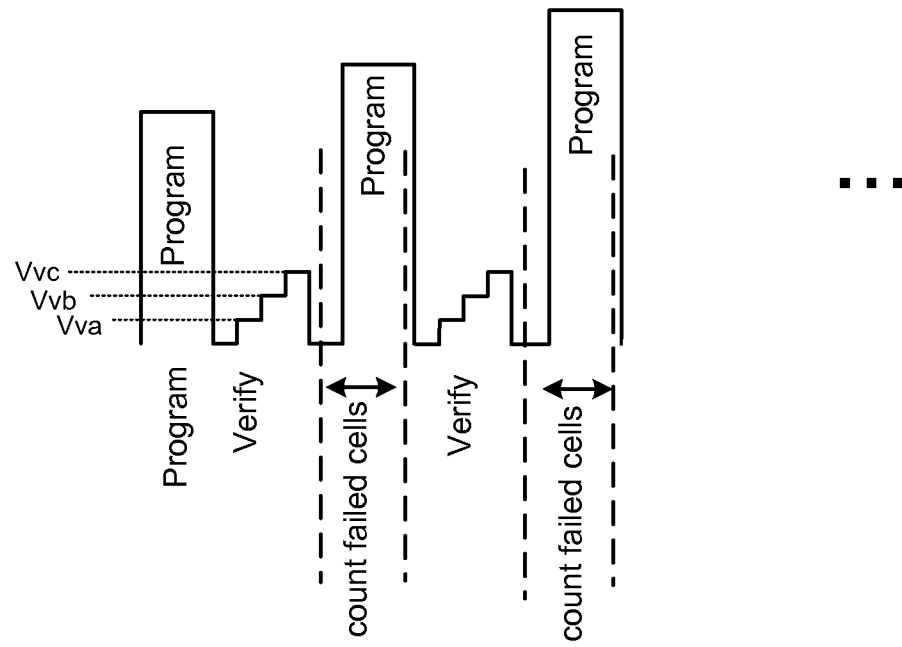 Program
Program
Program
Vvc
Vvb
Vva
Program
Verify
count failed cells
Verify
count failed cells
...